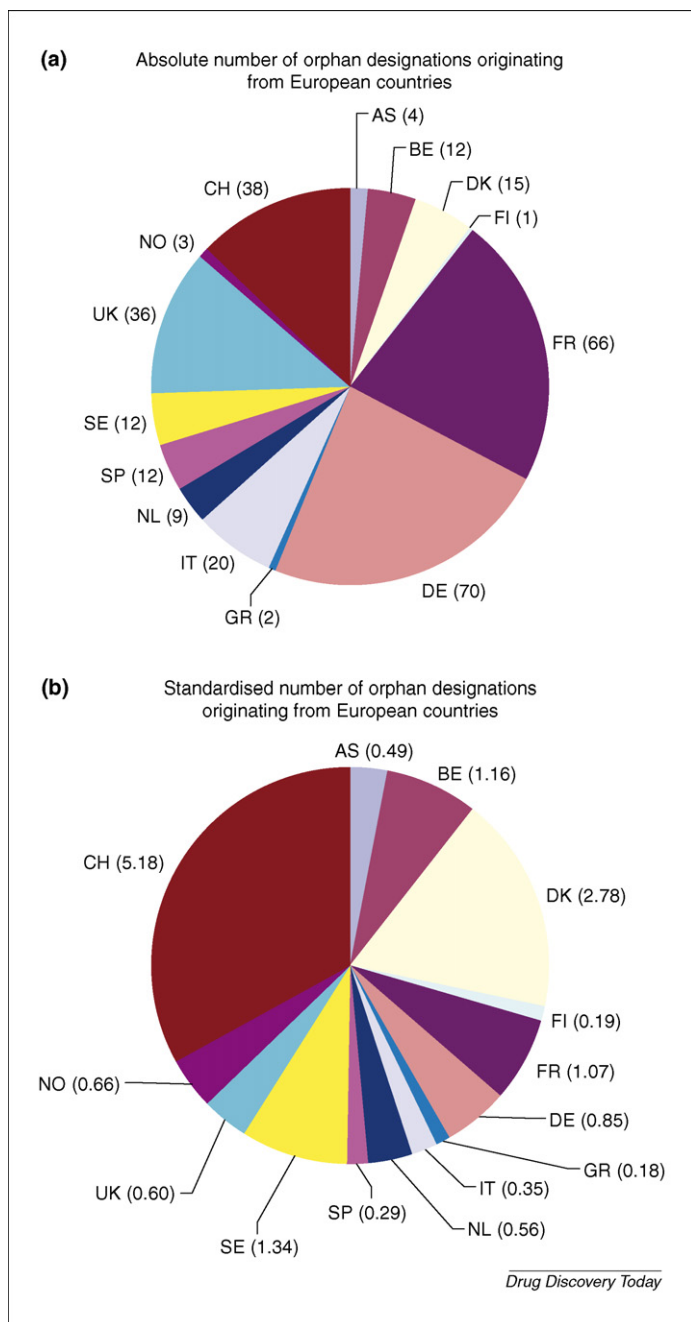 (a)
Absolute number of orphan designations originating
from European countries
AS (4)
BE (12)
DK (15)
FI (1)
FR (66)
DE (70)
GR (2)
IT (20)
NL (9)
SP (12)
SE (12)
UK (36)
NO (3)
CH (38)
(b)
Standardised number of orphan designations
originating from European countries
AS (0.49)
BE (1.16)
DK (2.78)
FI (0.19)
FR (1.07)
DE (0.85)
GR (0.18)
IT (0.35)
NL (0.56)
SP (0.29)
SE (1.34)
UK (0.60)
NO (0.66)
CH (5.18)
Drug Discovery Today